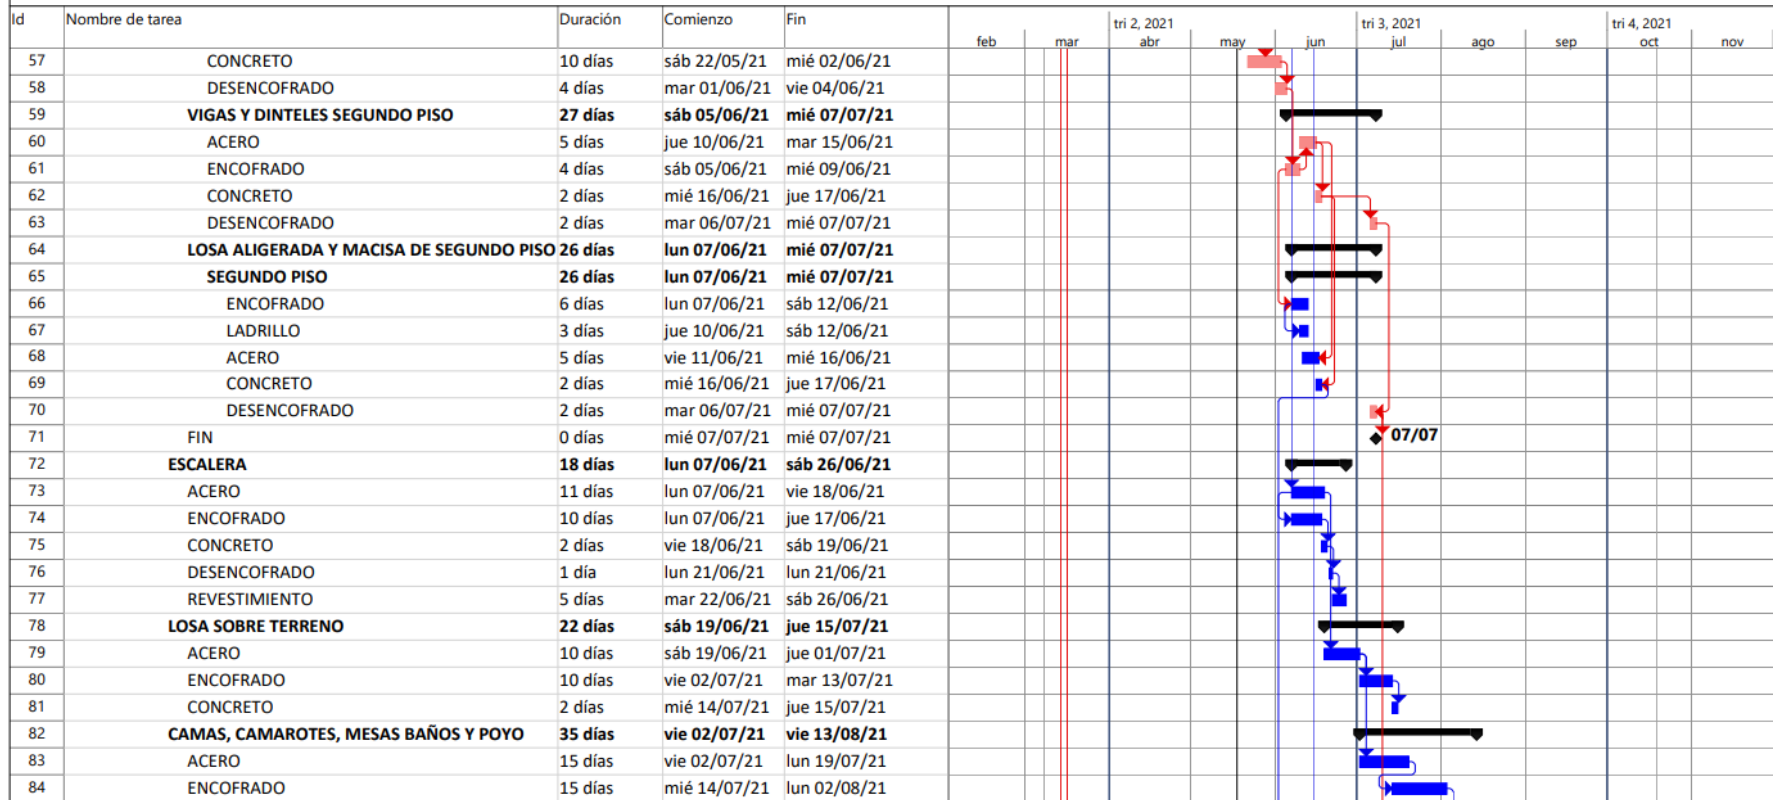 Id Nombre de tarea Duración Comienzo Fin tri 2, 2021 tri 3, 2021 tri 4, 2021
feb mar abr may jun jul ago sep oct nov
57 CONCRETO 10 días sáb 22/05/21 mié 02/06/21
58 DESENCOFRADO 4 días mar 01/06/21 vie 04/06/21
59 VIGAS Y DINTELES SEGUNDO PISO 27 días sáb 05/06/21 mié 07/07/21
60 ACERO 5 días jue 10/06/21 mar 15/06/21
61 ENCOFRADO 4 días sáb 05/06/21 mié 09/06/21
62 CONCRETO 2 días mié 16/06/21 jue 17/06/21
63 DESENCOFRADO 2 días mar 06/07/21 mié 07/07/21
64 LOSA ALIGERADA Y MACISA DE SEGUNDO PISO 26 días lun 07/06/21 mié 07/07/21
65 SEGUNDO PISO 26 días lun 07/06/21 mié 07/07/21
66 ENCOFRADO 6 días lun 07/06/21 sáb 12/06/21
67 LADRILLO 3 días jue 10/06/21 sáb 12/06/21
68 ACERO 5 días vie 11/06/21 mié 16/06/21
69 CONCRETO 2 días mié 16/06/21 jue 17/06/21
70 DESENCOFRADO 2 días mar 06/07/21 mié 07/07/21
71 FIN 0 días mié 07/07/21 mié 07/07/21 07/07
72 ESCALERA 18 días lun 07/06/21 sáb 26/06/21
73 ACERO 11 días lun 07/06/21 vie 18/06/21
74 ENCOFRADO 10 días lun 07/06/21 jue 17/06/21
75 CONCRETO 2 días vie 18/06/21 sáb 19/06/21
76 DESENCOFRADO 1 día lun 21/06/21 lun 21/06/21
77 REVESTIMIENTO 5 días mar 22/06/21 sáb 26/06/21
78 LOSA SOBRE TERRENO 22 días sáb 19/06/21 jue 15/07/21
79 ACERO 10 días sáb 19/06/21 jue 01/07/21
80 ENCOFRADO 10 días vie 02/07/21 mar 13/07/21
81 CONCRETO 2 días mié 14/07/21 jue 15/07/21
82 CAMAS, CAMAROTES, MESAS BAÑOS Y POYO 35 días vie 02/07/21 vie 13/08/21
83 ACERO 15 días vie 02/07/21 lun 19/07/21
84 ENCOFRADO 15 días mié 14/07/21 lun 02/08/21